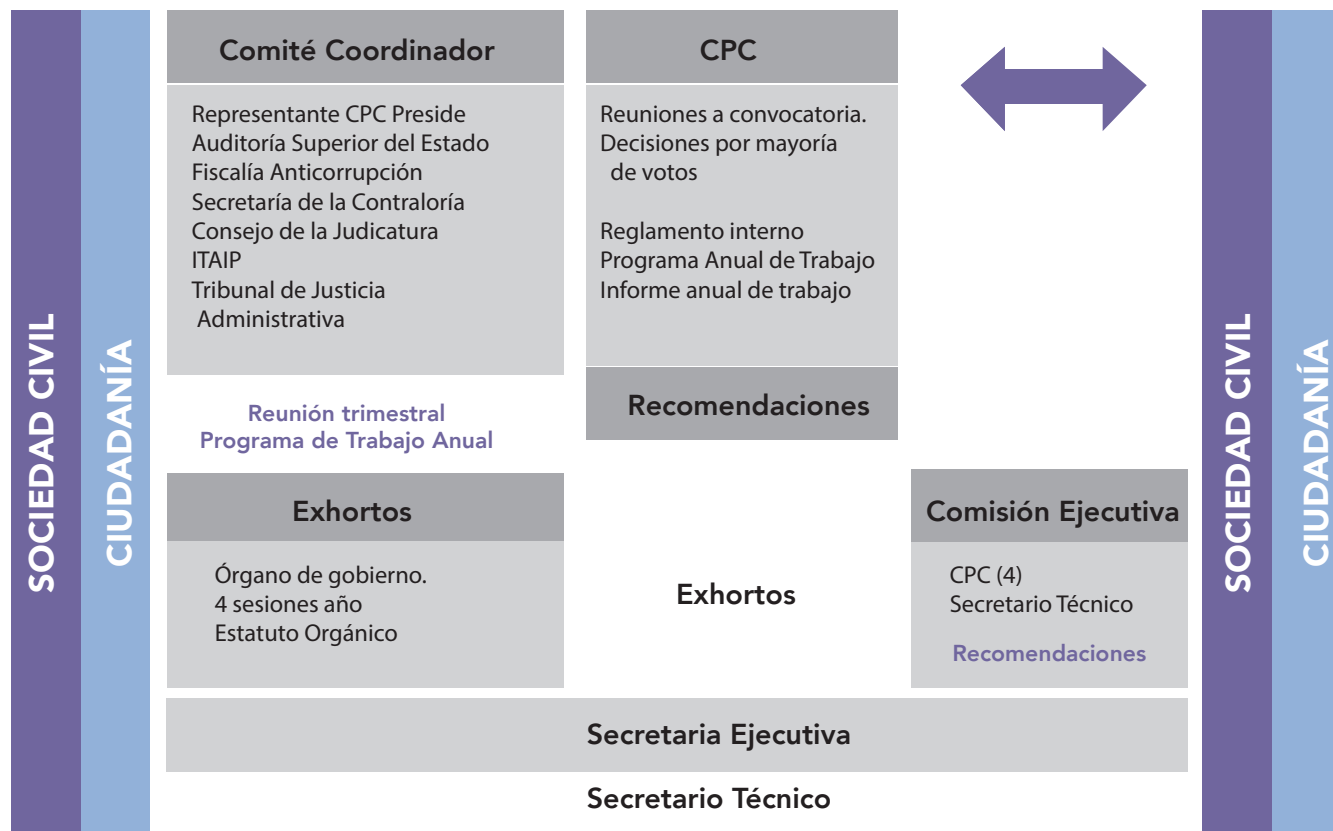 SOCIEDAD CIVIL
CIUDADANÍA
Comité Coordinador
Representante CPC Preside
Auditoría Superior del Estado
Fiscalía Anticorrupción
Secretaría de la Contraloría
Consejo de la Judicatura
ITAIP
Tribunal de Justicia
Administrativa
Reunión trimestral
Programa de Trabajo Anual
Exhortos
Órgano de gobierno.
4 sesiones año
Estatuto Orgánico
CPC
Reuniones a convocatoria.
Decisiones por mayoría
de votos
Reglamento interno
Programa Anual de Trabajo
Informe anual de trabajo
Recomendaciones
Exhortos
Comisión Ejecutiva
CPC (4)
Secretario Técnico
Recomendaciones
Secretaria Ejecutiva
Secretario Técnico
SOCIEDAD CIVIL
CIUDADANÍA